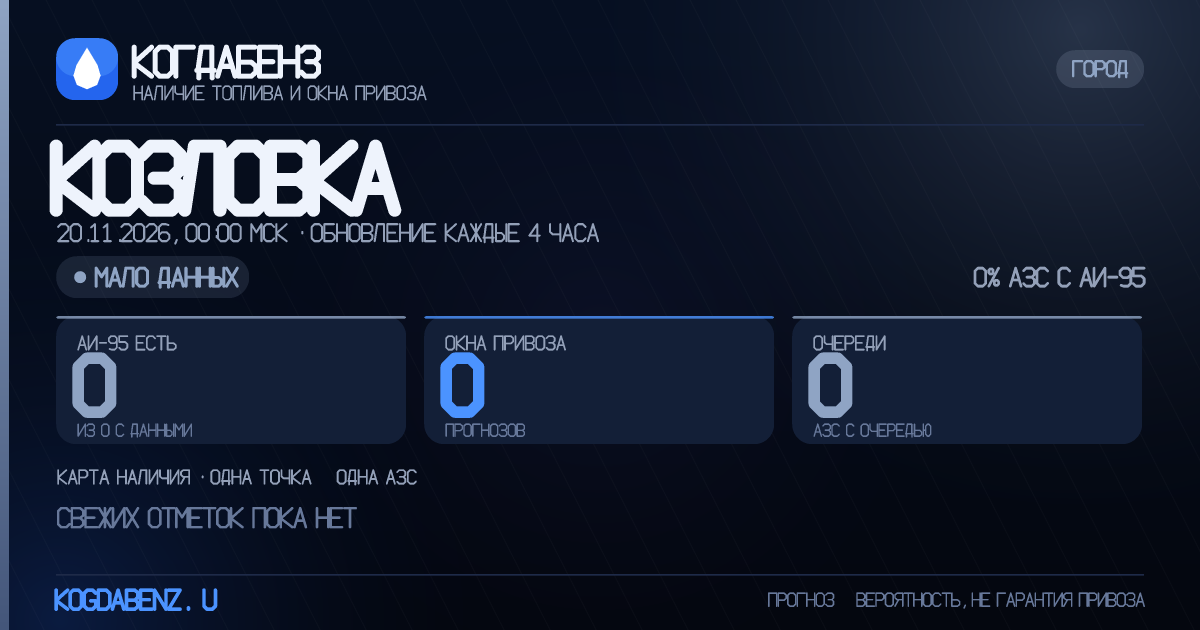 КОГДАБЕНЗ
НАЛИЧИЕ ТОПЛИВА И ОКНА ПРИВОЗА
ГОРОД
КОЗЛОВКА
20.11.2026, 00:00 МСК · ОБНОВЛЕНИЕ КАЖДЫЕ 4 ЧАСА
МАЛО ДАННЫХ
0% АЗС С АИ-95
АИ-95 ЕСТЬ
0
ИЗ 0 С ДАННЫМИ
ОКНА ПРИВОЗА
0
ПРОГНОЗОВ
ОЧЕРЕДИ
0
АЗС С ОЧЕРЕДЬЮ
КАРТА НАЛИЧИЯ · ОДНА ТОЧКА ОДНА АЗС
СВЕЖИХ ОТМЕТОК ПОКА НЕТ
KOGDABENZ. U
ПРОГНОЗ ВЕРОЯТНОСТЬ, НЕ ГАРАНТИЯ ПРИВОЗА